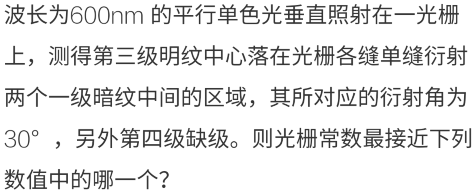 波长为600nm 的平行单色光垂直照射在一光栅
上，测得第三级明纹中心落在光栅各缝单缝衍射
两个一级暗纹中间的区域，其所对应的衍射角为
30° ，另外第四级缺级。则光栅常数最接近下列
数值中的哪一个？